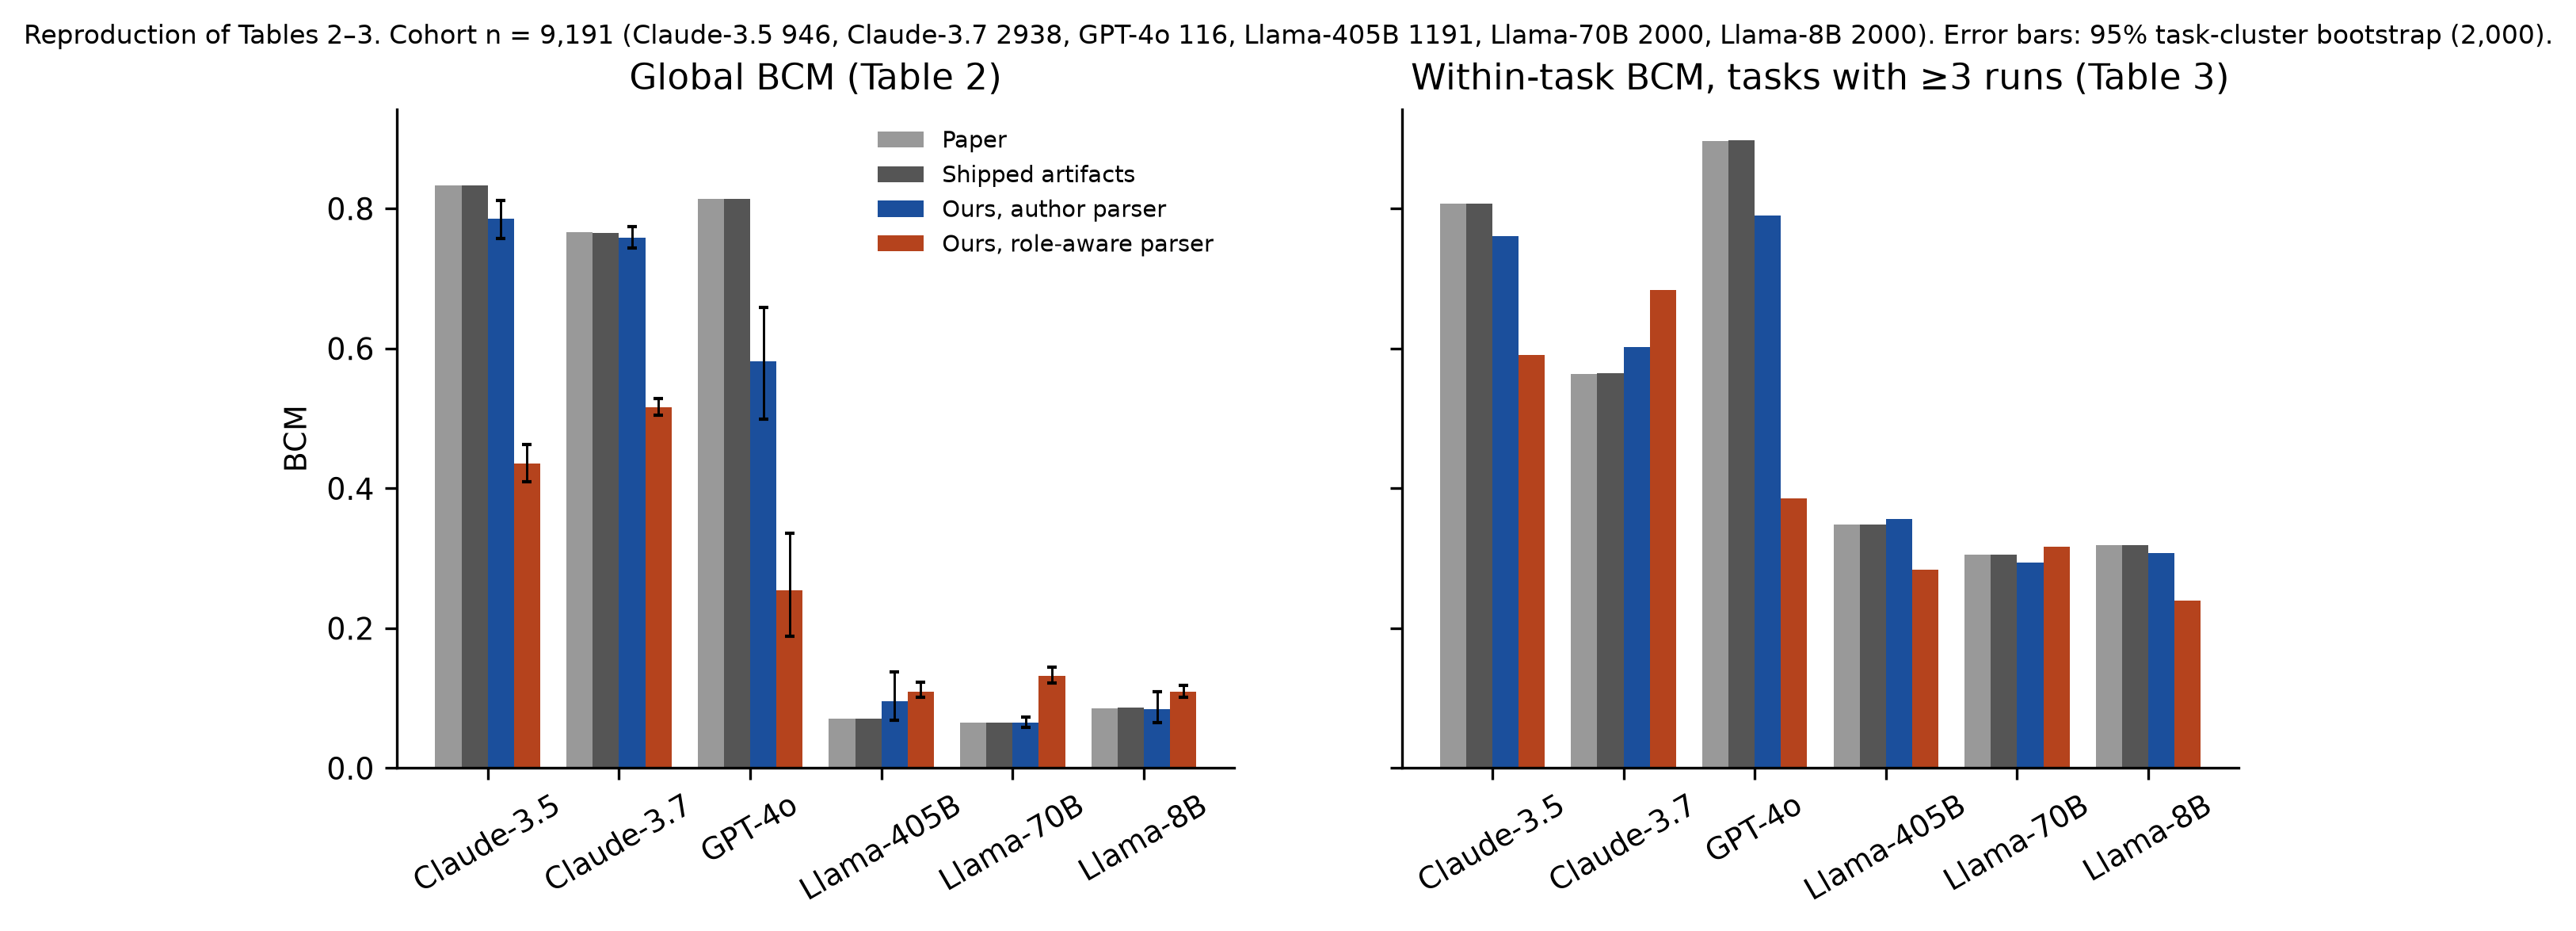 Reproduction of Tables 2–3. Cohort n = 9,191 (Claude-3.5 946, Claude-3.7 2938, GPT-4o 116, Llama-405B 1191, Llama-70B 2000, Llama-8B 2000). Error bars: 95% task-cluster bootstrap (2,000).
Global BCM (Table 2)
Within-task BCM, tasks with ≥3 runs (Table 3)
Paper
Shipped artifacts
Ours, author parser
Ours, role-aware parser
BCM
0.8
0.6
0.4
0.2
0.0
Claude-3.5
Claude-3.7
GPT-4o
Llama-405B
Llama-70B
Llama-8B
Claude-3.5
Claude-3.7
GPT-4o
Llama-405B
Llama-70B
Llama-8B